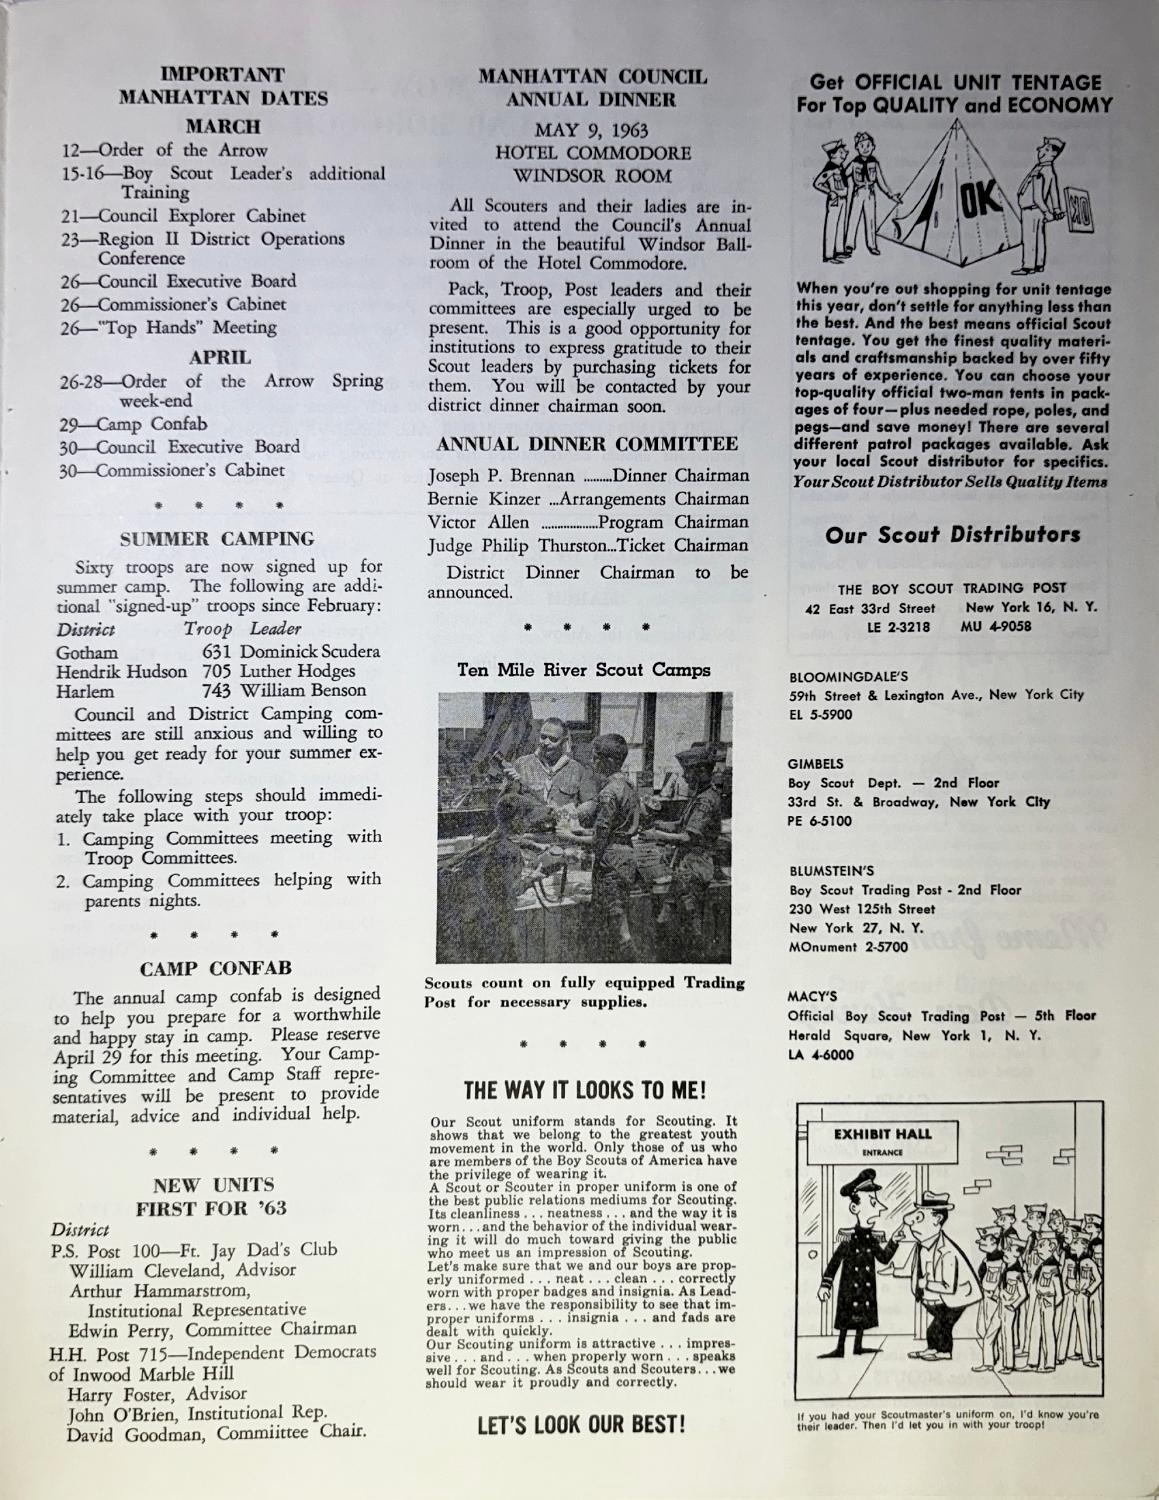 IMPORTANT
MANHATTAN DATES
MARCH
12—Order of the Arrow
15-16—Boy Scout Leader's additional
Training
21—Council Explorer Cabinet
23—Region II District Operations
Conference
26—Council Executive Board
26—Commissioner's Cabinet
26—"Top Hands" Meeting
APRIL
26-28—Order of the Arrow Spring
week-end
29—Camp Confab
30—Council Executive Board
30—Commissioner's Cabinet
* * * *
SUMMER CAMPING
Sixty troops are now signed up for
summer camp. The following are addi-
tional "signed-up" troops since February:
District Troop Leader
Gotham 631 Dominick Scudera
Hendrik Hudson 705 Luther Hodges
Harlem 743 William Benson
Council and District Camping com-
mittees are still anxious and willing to
help you get ready for your summer ex-
perience.
The following steps should immedi-
ately take place with your troop:
1. Camping Committees meeting with
Troop Committees.
2. Camping Committees helping with
parents nights.
* * * *
CAMP CONFAB
The annual camp confab is designed
to help you prepare for a worthwhile
and happy stay in camp. Please reserve
April 29 for this meeting. Your Camp-
ing Committee and Camp Staff repre-
sentatives will be present to provide
material, advice and individual help.
* * * *
NEW UNITS
FIRST FOR '63
District
P.S. Post 100—Ft. Jay Dad's Club
William Cleveland, Advisor
Arthur Hammarstrom,
Institutional Representative
Edwin Perry, Committee Chairman
H.H. Post 715—Independent Democrats
of Inwood Marble Hill
Harry Foster, Advisor
John O'Brien, Institutional Rep.
David Goodman, Commiittee Chair.
MANHATTAN COUNCIL
ANNUAL DINNER
MAY 9, 1963
HOTEL COMMODORE
WINDSOR ROOM
All Scouters and their ladies are in-
vited to attend the Council's Annual
Dinner in the beautiful Windsor Ball-
room of the Hotel Commodore.
Pack, Troop, Post leaders and their
committees are especially urged to be
present. This is a good opportunity for
institutions to express gratitude to their
Scout leaders by purchasing tickets for
them. You will be contacted by your
district dinner chairman soon.
ANNUAL DINNER COMMITTEE
Joseph P. Brennan .........Dinner Chairman
Bernie Kinzer ...Arrangements Chairman
Victor Allen .................Program Chairman
Judge Philip Thurston...Ticket Chairman
District Dinner Chairman to be
announced.
* * * *
Ten Mile River Scout Camps
Scouts count on fully equipped Trading
Post for necessary supplies.
* * * *
THE WAY IT LOOKS TO ME!
Our Scout uniform stands for Scouting. It
shows that we belong to the greatest youth
movement in the world. Only those of us who
are members of the Boy Scouts of America have
the privilege of wearing it.
A Scout or Scouter in proper uniform is one of
the best public relations mediums for Scouting.
Its cleanliness . . . neatness . . . and the way it is
worn...and the behavior of the individual wear-
ing it will do much toward giving the public
who meet us an impression of Scouting.
Let's make sure that we and our boys are prop-
erly uniformed . . . neat . . . clean . . . correctly
worn with proper badges and insignia. As Lead-
ers...we have the responsibility to see that im-
proper uniforms . . . insignia . . . and fads are
dealt with quickly.
Our Scouting uniform is attractive . . . impres-
sive . . . and . . . when properly worn . . . speaks
well for Scouting. As Scouts and Scouters...we
should wear it proudly and correctly.
LET'S LOOK OUR BEST!
Get OFFICIAL UNIT TENTAGE
For Top QUALITY and ECONOMY
OK
OK
When you're out shopping for unit tentage
this year, don't settle for anything less than
the best. And the best means official Scout
tentage. You get the finest quality materi-
als and craftsmanship backed by over fifty
years of experience. You can choose your
top-quality official two-man tents in pack-
ages of four—plus needed rope, poles, and
pegs—and save money! There are several
different patrol packages available. Ask
your local Scout distributor for specifics.
Your Scout Distributor Sells Quality Items
Our Scout Distributors
THE BOY SCOUT TRADING POST
42 East 33rd Street New York 16, N. Y.
LE 2-3218 MU 4-9058
BLOOMINGDALE'S
59th Street & Lexington Ave., New York City
EL 5-5900
GIMBELS
Boy Scout Dept. — 2nd Floor
33rd St. & Broadway, New York City
PE 6-5100
BLUMSTEIN'S
Boy Scout Trading Post - 2nd Floor
230 West 125th Street
New York 27, N. Y.
MOnument 2-5700
MACY'S
Official Boy Scout Trading Post — 5th Floor
Herald Square, New York 1, N. Y.
LA 4-6000
EXHIBIT HALL
ENTRANCE
If you had your Scoutmaster's uniform on, I'd know you're
their leader. Then I'd let you in with your troop!